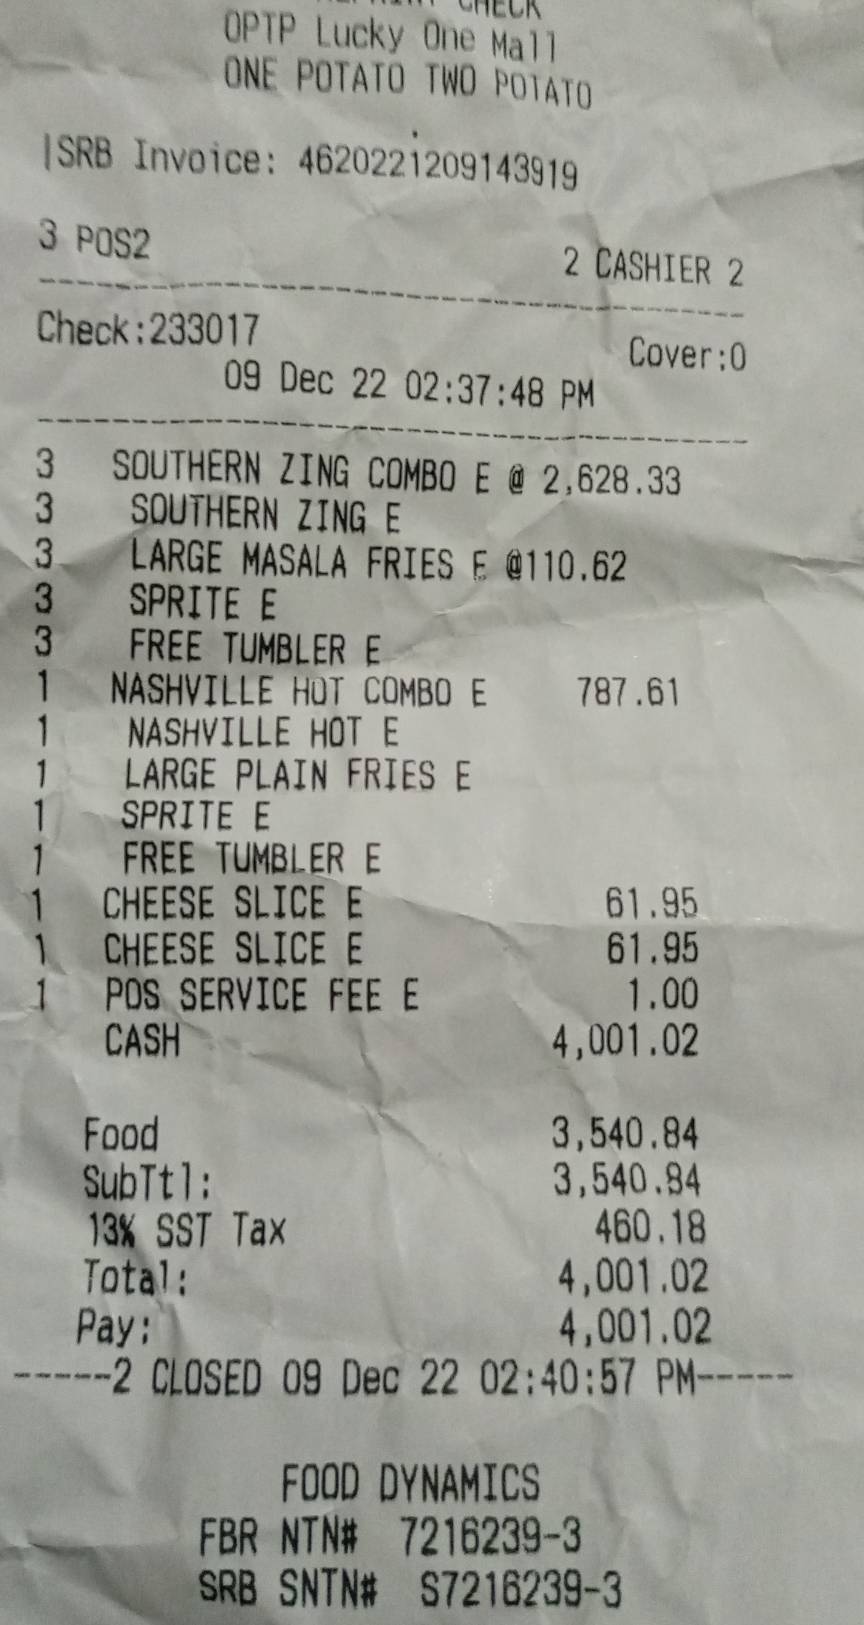 CHECK
OPTP Lucky One Mall
ONE POTATO TWO POTATO
|SRB Invoice: 4620221209143919
3 POS2 2 CASHIER 2
Check:233017 Cover:0
09 Dec 22 02:37:48 PM
3 SOUTHERN ZING COMBO E @ 2,628.33
3 SOUTHERN ZING E
3 LARGE MASALA FRIES E @110.62
3 SPRITE E
3 FREE TUMBLER E
1 NASHVILLE HOT COMBO E 787.61
1 NASHVILLE HOT E
1 LARGE PLAIN FRIES E
1 SPRITE E
1 FREE TUMBLER E
1 CHEESE SLICE E 61.95
1 CHEESE SLICE E 61.95
1 POS SERVICE FEE E 1.00
CASH 4,001.02
Food 3,540.84
SubTtl: 3,540.84
13% SST Tax 460.18
Total: 4,001.02
Pay: 4,001.02
-----2 CLOSED 09 Dec 22 02:40:57 PM-----
FOOD DYNAMICS
FBR NTN# 7216239-3
SRB SNTN# S7216239-3